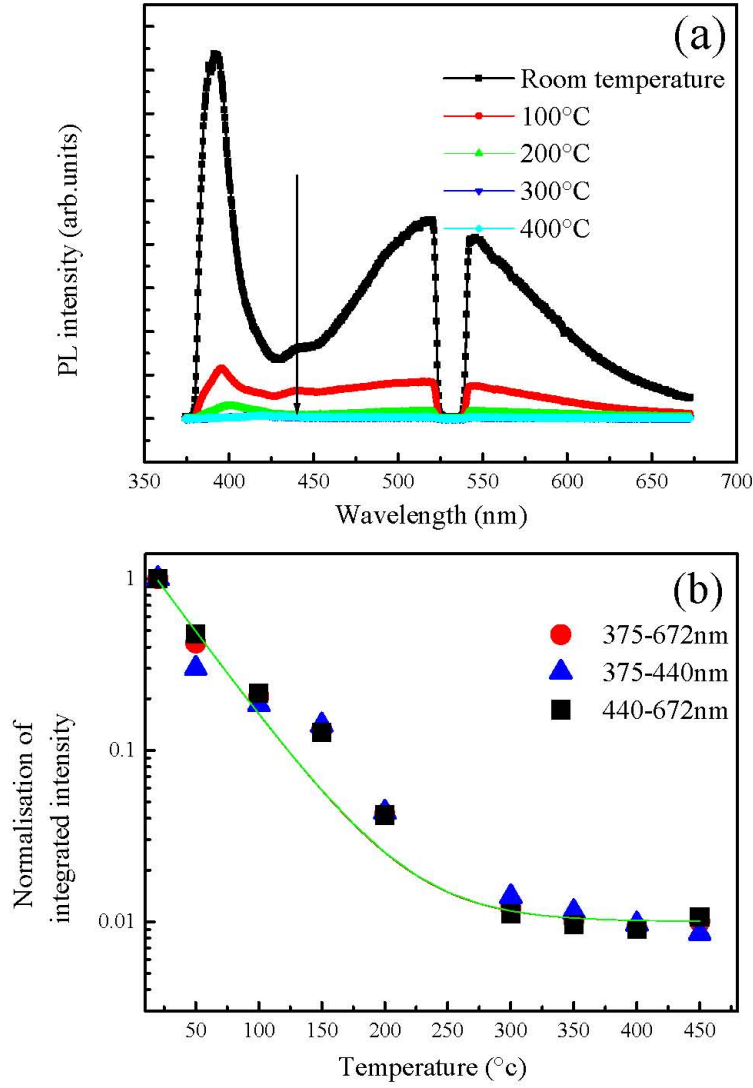 (a)
Room temperature
100°C
200°C
300°C
400°C
PL intensity (arb.units)
350 400 450 500 550 600 650 700
Wavelength (nm)
(b)
375-672nm
375-440nm
440-672nm
1
0.1
0.01
Normalisation of
integrated intensity
50 100 150 200 250 300 350 400 450
Temperature (°c)